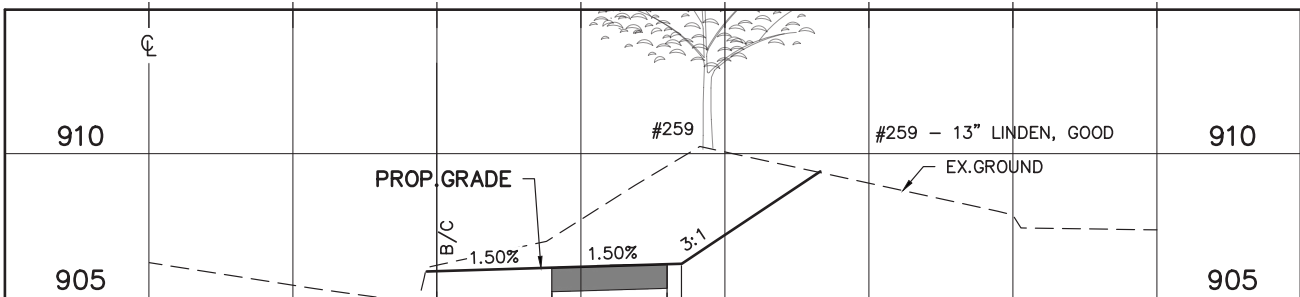 ℄
910
#259
#259 – 13" LINDEN, GOOD
910
PROP.GRADE
EX.GROUND
B/C
1.50%
1.50%
3:1
905
905